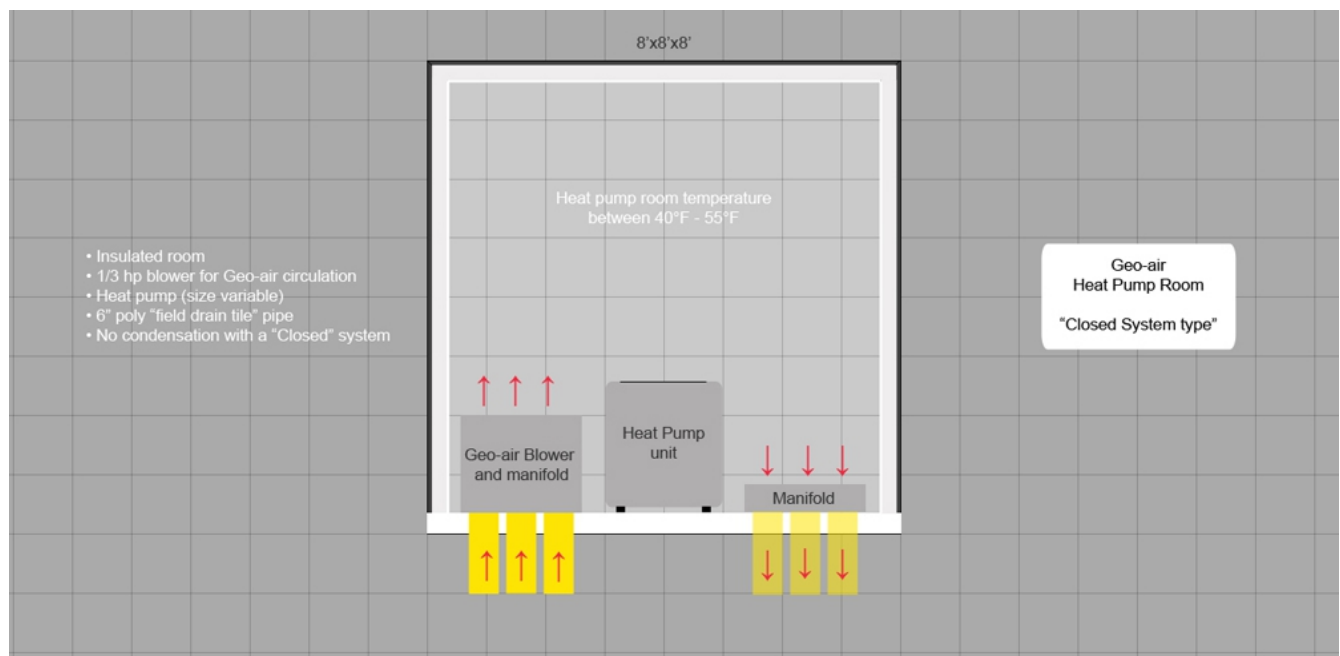 8'x8'x8'
Heat pump room temperature
between 40°F - 55°F
• Insulated room
• 1/3 hp blower for Geo-air circulation
• Heat pump (size variable)
• 6” poly “field drain tile” pipe
• No condensation with a “Closed” system
Geo-air
Heat Pump Room
“Closed System type”
Geo-air Blower
and manifold
Heat Pump
unit
Manifold